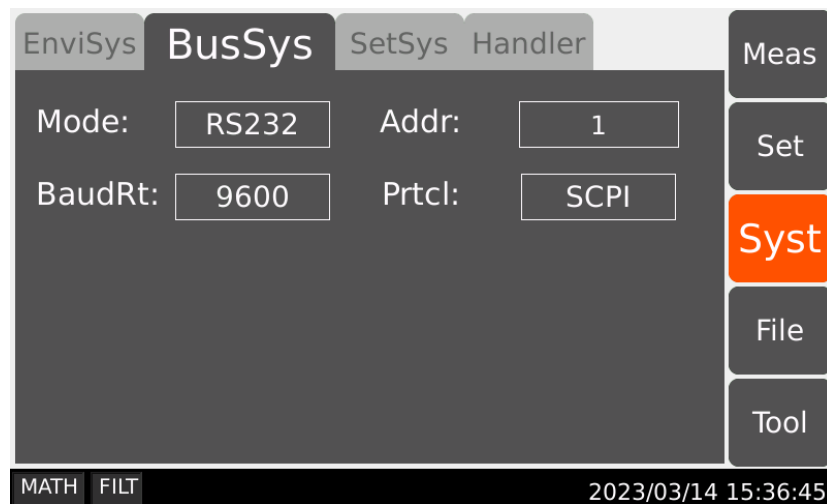 EnviSys BusSys SetSys Handler
Mode: RS232 Addr: 1
BaudRt: 9600 Prtcl: SCPI
Meas
Set
Syst
File
Tool
MATH FILT 2023/03/14 15:36:45